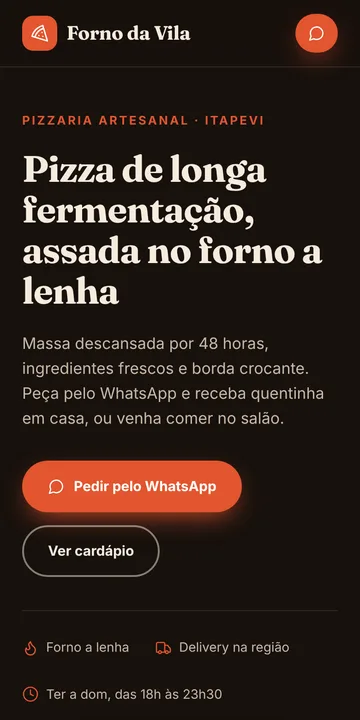 Forno da Vila
PIZZARIA ARTESANAL · ITAPEVI
Pizza de longa
fermentação,
assada no forno a
lenha
Massa descansada por 48 horas,
ingredientes frescos e borda crocante.
Peça pelo WhatsApp e receba quentinha
em casa, ou venha comer no salão.
Pedir pelo WhatsApp
Ver cardápio
Forno a lenha
Delivery na região
Ter a dom, das 18h às 23h30